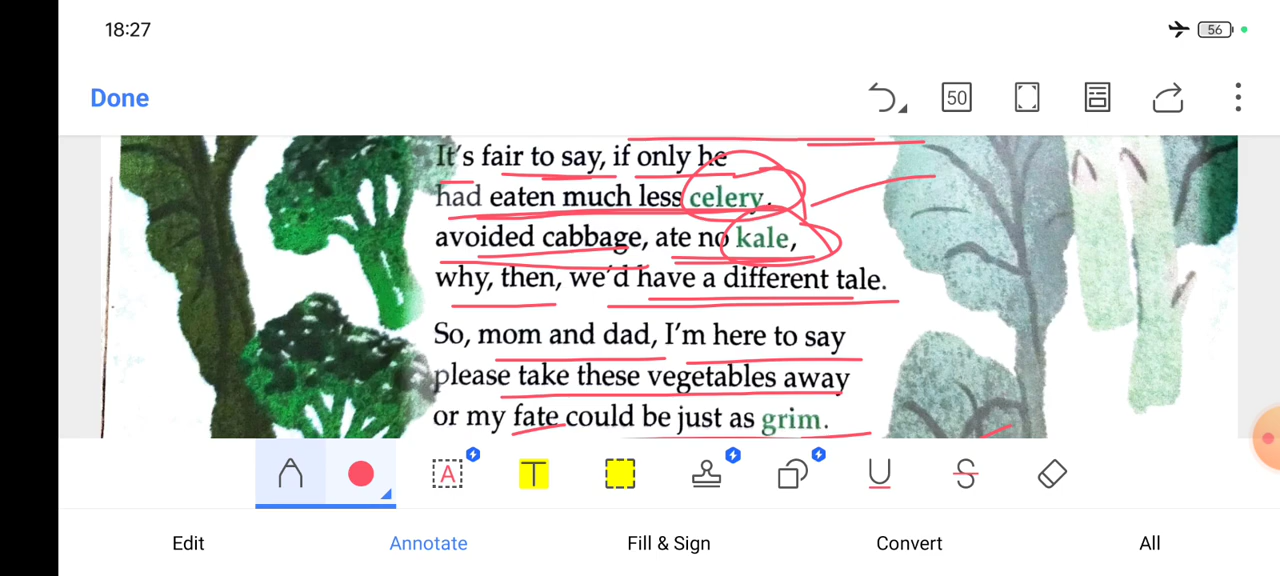 18:27
56
Done
50
It's fair to say, if only he
had eaten much less celery,
avoided cabbage, ate no kale,
why, then, we'd have a different tale.
So, mom and dad, I'm here to say
please take these vegetables away
or my fate could be just as grim.
A
T
U
S
Edit
Annotate
Fill & Sign
Convert
All